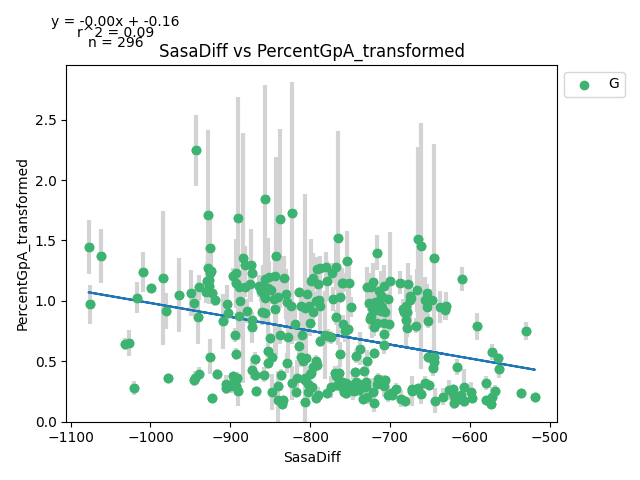 y = -0.00x + -0.16
r^2 = 0.09
n = 296
SasaDiff vs PercentGpA_transformed
G
PercentGpA_transformed
2.5
2.0
1.5
1.0
0.5
0.0
−1100 −1000 −900 −800 −700 −600 −500
SasaDiff